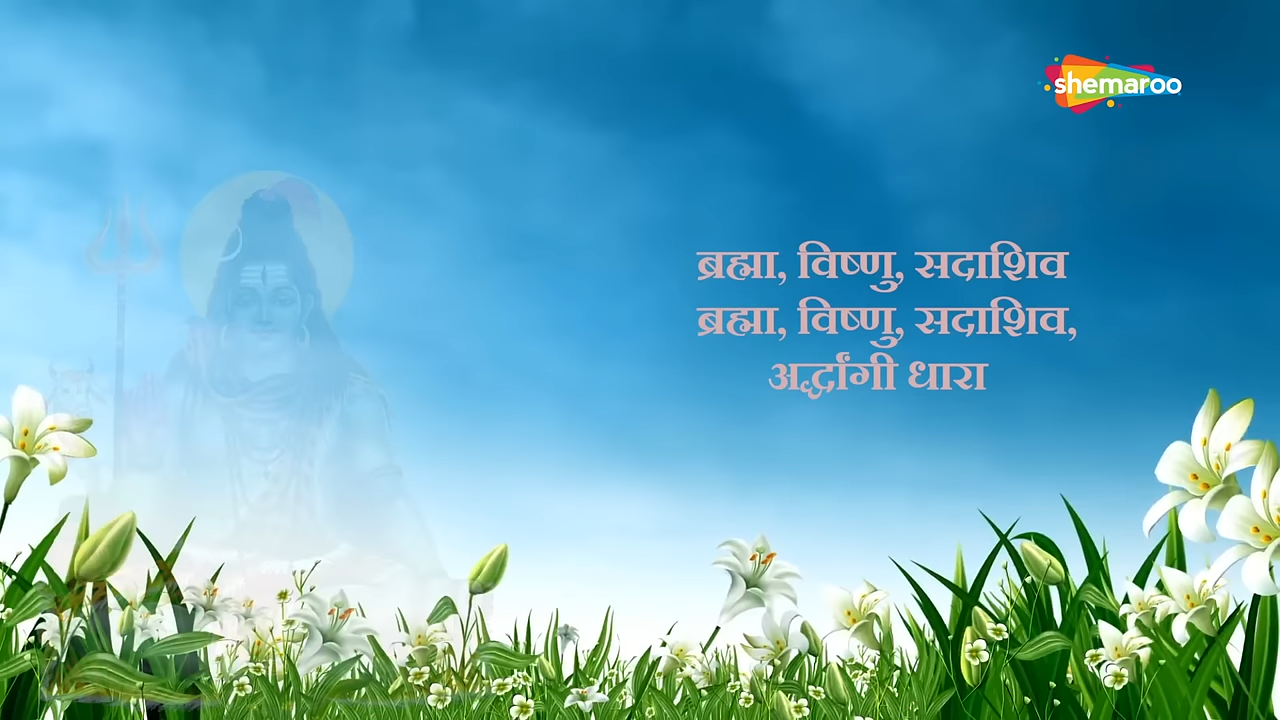 shemaroo
ब्रह्मा, विष्णु, सदाशिव
ब्रह्मा, विष्णु, सदाशिव,
अर्द्धांगी धारा